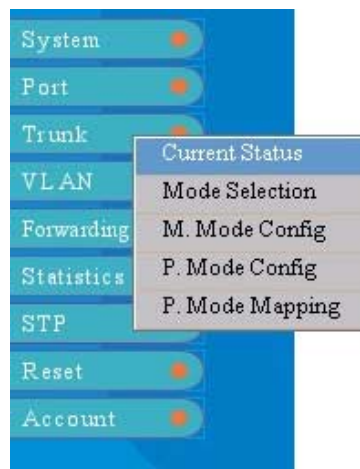 System
Port
Trunk
VLAN
Forwarding
Statistics
STP
Reset
Account
Current Status
Mode Selection
M. Mode Config
P. Mode Config
P. Mode Mapping